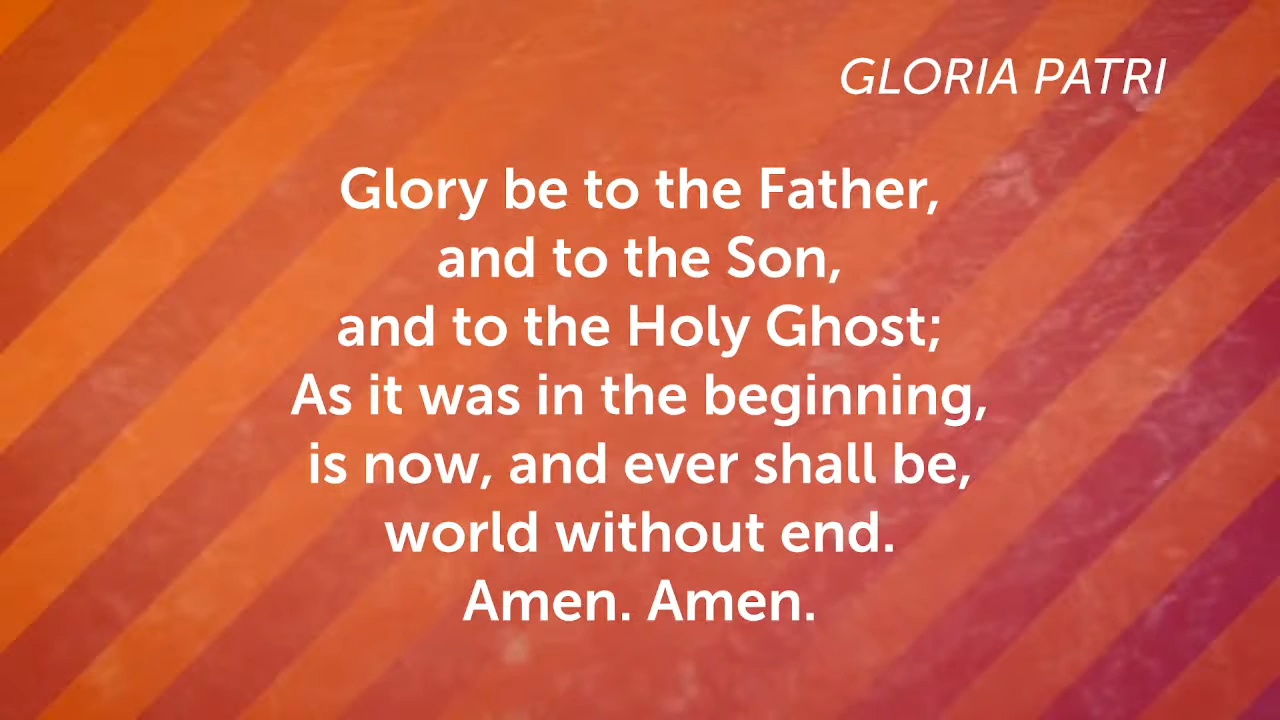 GLORIA PATRI
Glory be to the Father,
and to the Son,
and to the Holy Ghost;
As it was in the beginning,
is now, and ever shall be,
world without end.
Amen. Amen.